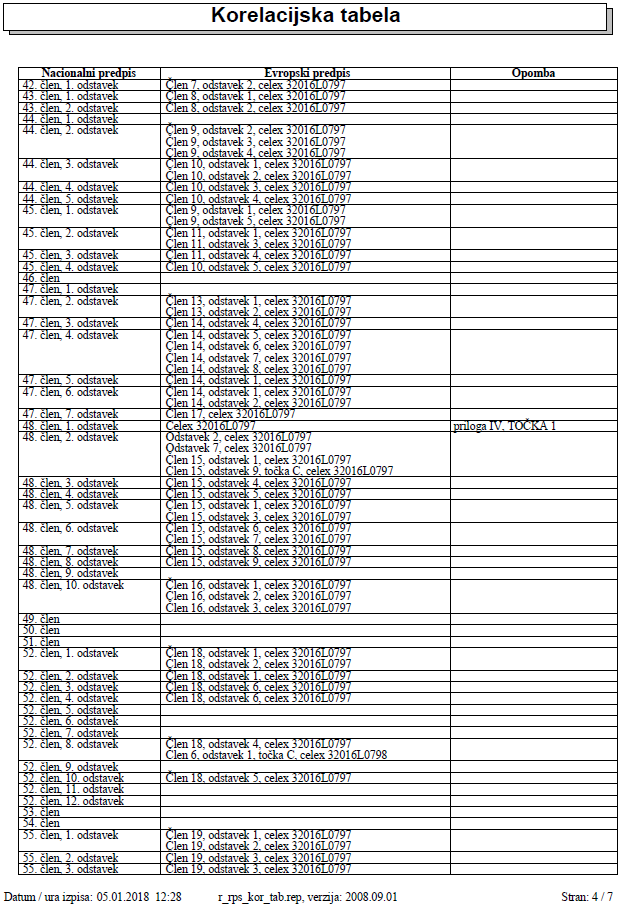 Korelacijska tabela
Nacionalni predpis Evropski predpis Opomba
42. člen, 1. odstavek Člen 7, odstavek 2, celex 32016L0797
43. člen, 1. odstavek Člen 8, odstavek 1, celex 32016L0797
43. člen, 2. odstavek Člen 8, odstavek 2, celex 32016L0797
44. člen, 1. odstavek
44. člen, 2. odstavek Člen 9, odstavek 2, celex 32016L0797
Člen 9, odstavek 3, celex 32016L0797
Člen 9, odstavek 4, celex 32016L0797
44. člen, 3. odstavek Člen 10, odstavek 1, celex 32016L0797
Člen 10, odstavek 2, celex 32016L0797
44. člen, 4. odstavek Člen 10, odstavek 3, celex 32016L0797
44. člen, 5. odstavek Člen 10, odstavek 4, celex 32016L0797
45. člen, 1. odstavek Člen 9, odstavek 1, celex 32016L0797
Člen 9, odstavek 5, celex 32016L0797
45. člen, 2. odstavek Člen 11, odstavek 1, celex 32016L0797
Člen 11, odstavek 3, celex 32016L0797
45. člen, 3. odstavek Člen 11, odstavek 4, celex 32016L0797
45. člen, 4. odstavek Člen 10, odstavek 5, celex 32016L0797
46. člen
47. člen, 1. odstavek
47. člen, 2. odstavek Člen 13, odstavek 1, celex 32016L0797
Člen 13, odstavek 2, celex 32016L0797
47. člen, 3. odstavek Člen 14, odstavek 4, celex 32016L0797
47. člen, 4. odstavek Člen 14, odstavek 5, celex 32016L0797
Člen 14, odstavek 6, celex 32016L0797
Člen 14, odstavek 7, celex 32016L0797
Člen 14, odstavek 8, celex 32016L0797
47. člen, 5. odstavek Člen 14, odstavek 1, celex 32016L0797
47. člen, 6. odstavek Člen 14, odstavek 1, celex 32016L0797
Člen 14, odstavek 2, celex 32016L0797
47. člen, 7. odstavek Člen 17, celex 32016L0797
48. člen, 1. odstavek Celex 32016L0797 priloga IV, TOČKA 1
48. člen, 2. odstavek Odstavek 2, celex 32016L0797
Odstavek 7, celex 32016L0797
Člen 15, odstavek 1, celex 32016L0797
Člen 15, odstavek 9, točka C, celex 32016L0797
48. člen, 3. odstavek Člen 15, odstavek 4, celex 32016L0797
48. člen, 4. odstavek Člen 15, odstavek 5, celex 32016L0797
48. člen, 5. odstavek Člen 15, odstavek 1, celex 32016L0797
Člen 15, odstavek 3, celex 32016L0797
48. člen, 6. odstavek Člen 15, odstavek 6, celex 32016L0797
Člen 15, odstavek 7, celex 32016L0797
48. člen, 7. odstavek Člen 15, odstavek 8, celex 32016L0797
48. člen, 8. odstavek Člen 15, odstavek 9, celex 32016L0797
48. člen, 9. odstavek
48. člen, 10. odstavek Člen 16, odstavek 1, celex 32016L0797
Člen 16, odstavek 2, celex 32016L0797
Člen 16, odstavek 3, celex 32016L0797
49. člen
50. člen
51. člen
52. člen, 1. odstavek Člen 18, odstavek 1, celex 32016L0797
Člen 18, odstavek 2, celex 32016L0797
52. člen, 2. odstavek Člen 18, odstavek 1, celex 32016L0797
52. člen, 3. odstavek Člen 18, odstavek 6, celex 32016L0797
52. člen, 4. odstavek Člen 18, odstavek 6, celex 32016L0797
52. člen, 5. odstavek
52. člen, 6. odstavek
52. člen, 7. odstavek
52. člen, 8. odstavek Člen 18, odstavek 4, celex 32016L0797
Člen 6, odstavek 1, točka C, celex 32016L0798
52. člen, 9. odstavek
52. člen, 10. odstavek Člen 18, odstavek 5, celex 32016L0797
52. člen, 11. odstavek
52. člen, 12. odstavek
53. člen
54. člen
55. člen, 1. odstavek Člen 19, odstavek 1, celex 32016L0797
Člen 19, odstavek 2, celex 32016L0797
55. člen, 2. odstavek Člen 19, odstavek 3, celex 32016L0797
55. člen, 3. odstavek Člen 19, odstavek 3, celex 32016L0797
Datum / ura izpisa: 05.01.2018 12:28 r_rps_kor_tab.rep, verzija: 2008.09.01 Stran: 4 / 7